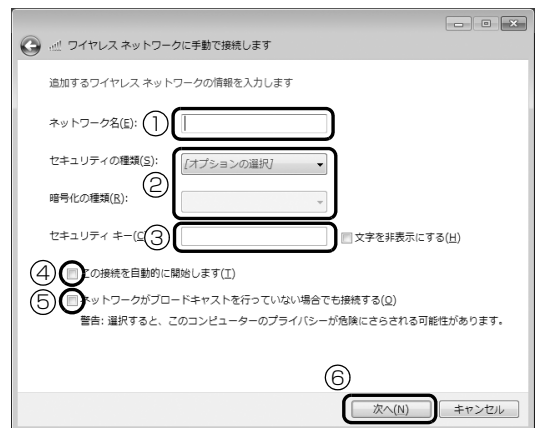 ワイヤレス ネットワークに手動で接続します
追加するワイヤレス ネットワークの情報を入力します
ネットワーク名(E): ①
セキュリティの種類(S): [オプションの選択]
②
暗号化の種類(R):
セキュリティ キー(C ③ 文字を非表示にする(H)
④ この接続を自動的に開始します(T)
⑤ ネットワークがブロードキャストを行っていない場合でも接続する(O)
警告: 選択すると、このコンピューターのプライバシーが危険にさらされる可能性があります。
⑥
次へ(N) キャンセル